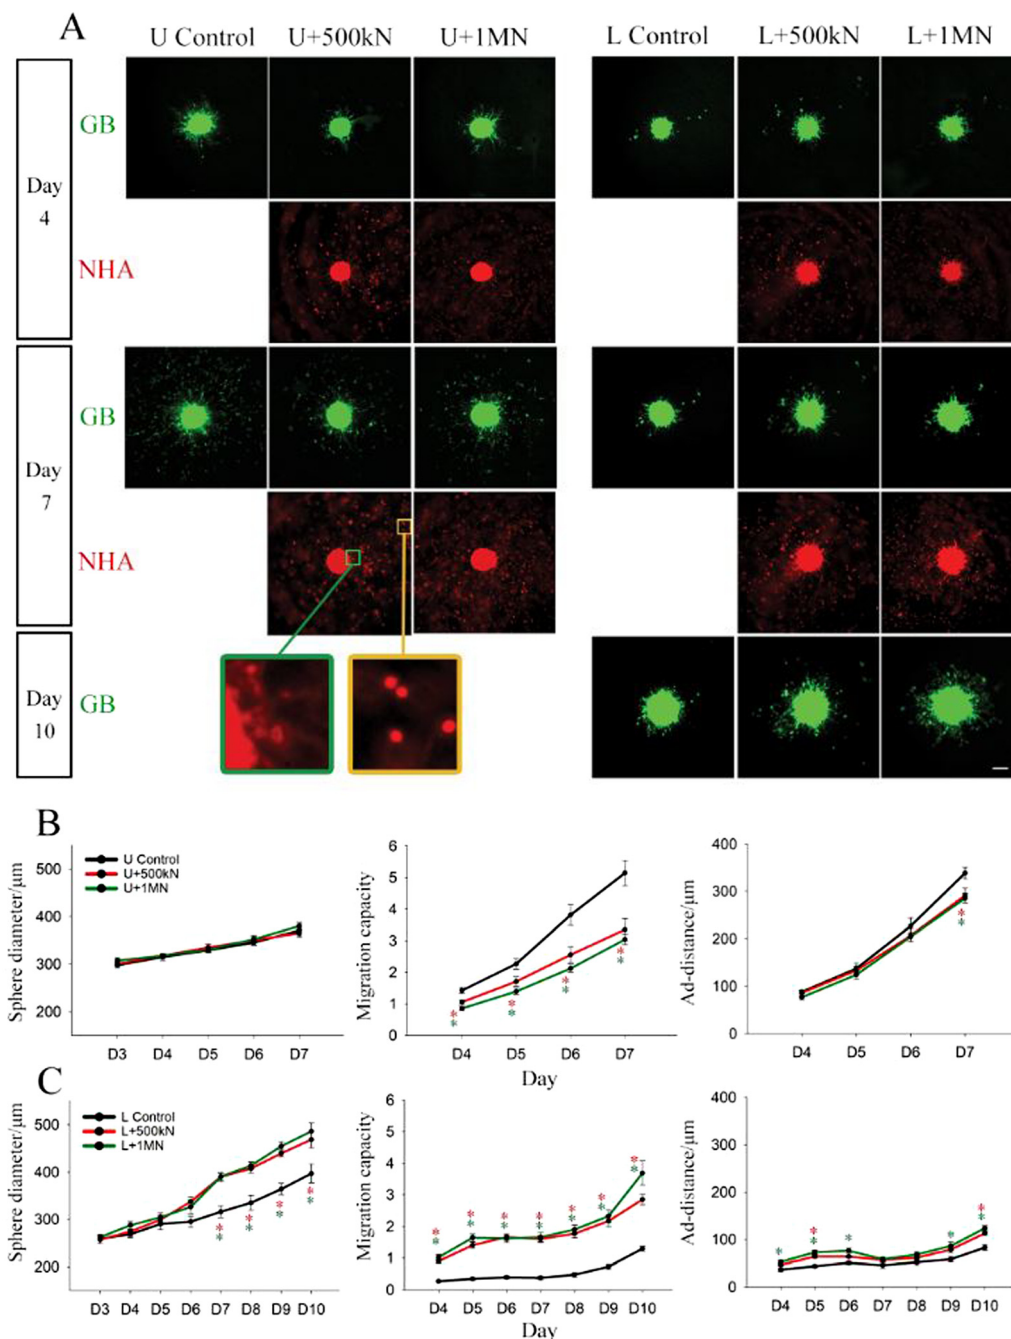 A
U Control U+500kN U+1MN L Control L+500kN L+1MN
Day
4
GB
NHA
Day
7
GB
NHA
Day
10
GB
B
Sphere diameter/µm
500
400
300
200
U Control
U+500kN
U+1MN
D3 D4 D5 D6 D7
Migration capacity
6
5
4
3
2
1
0
* * * *
* * * *
D4 D5 D6 D7
Ad-distance/µm
400
300
200
100
0
*
*
D4 D5 D6 D7
Day
C
Sphere diameter/µm
500
400
300
200
L Control
L+500kN
L+1MN
* * * *
* * * *
D3 D4 D5 D6 D7 D8 D9 D10
Migration capacity
6
5
4
3
2
1
0
* * * * * * *
* * * * * * *
D4 D5 D6 D7 D8 D9 D10
Ad-distance/µm
400
300
200
100
0
* *
* * * * *
D4 D5 D6 D7 D8 D9 D10
Day